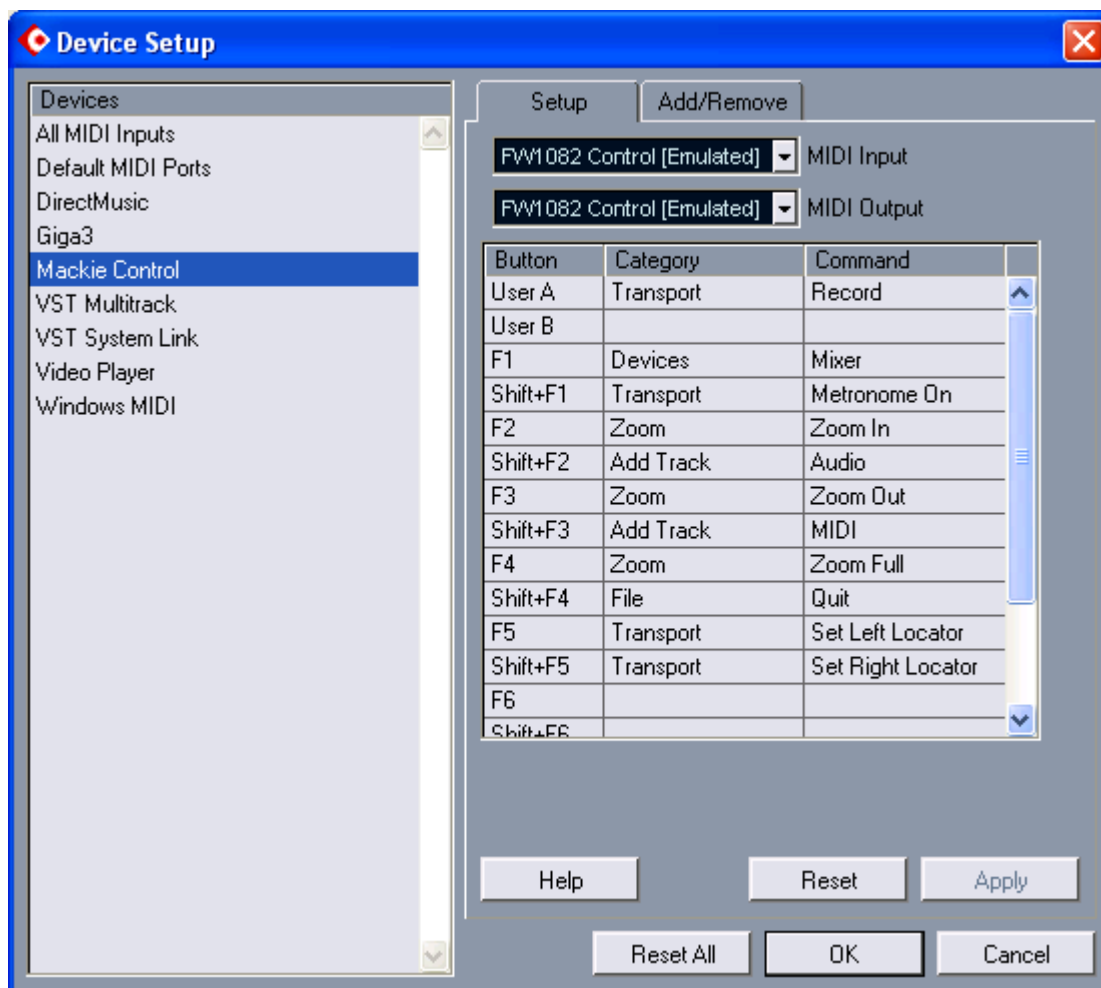 Device Setup
Devices
All MIDI Inputs
Default MIDI Ports
DirectMusic
Giga3
Mackie Control
VST Multitrack
VST System Link
Video Player
Windows MIDI
Setup Add/Remove
FW1082 Control [Emulated] MIDI Input
FW1082 Control [Emulated] MIDI Output
Button Category Command
User A Transport Record
User B
F1 Devices Mixer
Shift+F1 Transport Metronome On
F2 Zoom Zoom In
Shift+F2 Add Track Audio
F3 Zoom Zoom Out
Shift+F3 Add Track MIDI
F4 Zoom Zoom Full
Shift+F4 File Quit
F5 Transport Set Left Locator
Shift+F5 Transport Set Right Locator
F6
Shift+F6
Help Reset Apply
Reset All OK Cancel